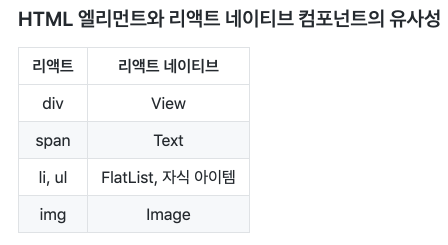 HTML 엘리먼트와 리액트 네이티브 컴포넌트의 유사성
리액트 리액트 네이티브
div View
span Text
li, ul FlatList, 자식 아이템
img Image